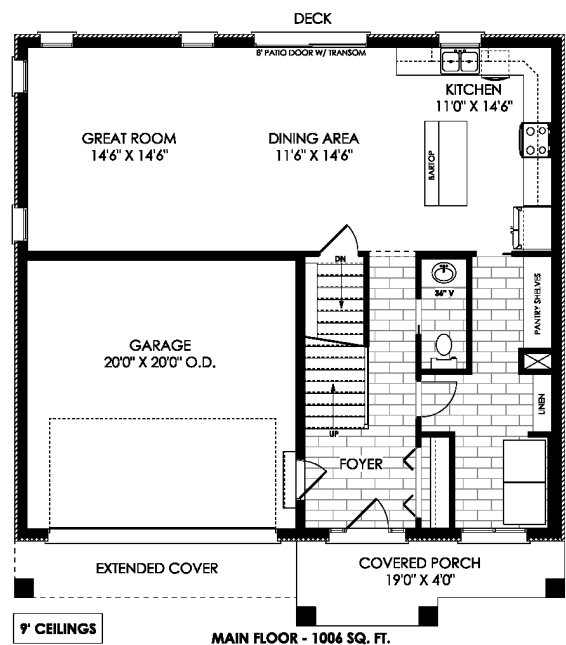 DECK
8' PATIO DOOR W/ TRANSOM
KITCHEN
11'0" X 14'6"
GREAT ROOM
14'6" X 14'6"
DINING AREA
11'6" X 14'6"
BARTOP
DN
36" V
PANTRY SHELVES
GARAGE
20'0" X 20'0" O.D.
LINEN
UP
FOYER
EXTENDED COVER
COVERED PORCH
19'0" X 4'0"
9' CEILINGS
MAIN FLOOR - 1006 SQ. FT.